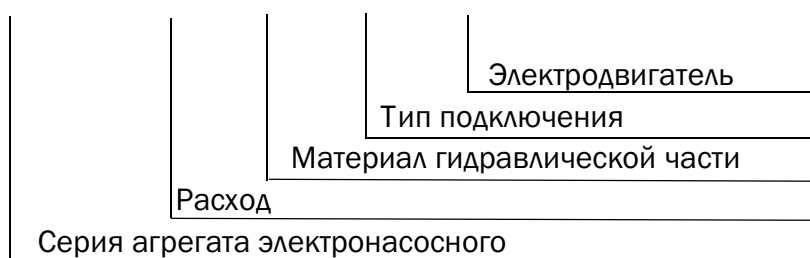 Электродвигатель
Тип подключения
Материал гидравлической части
Расход
Серия агрегата электронасосного